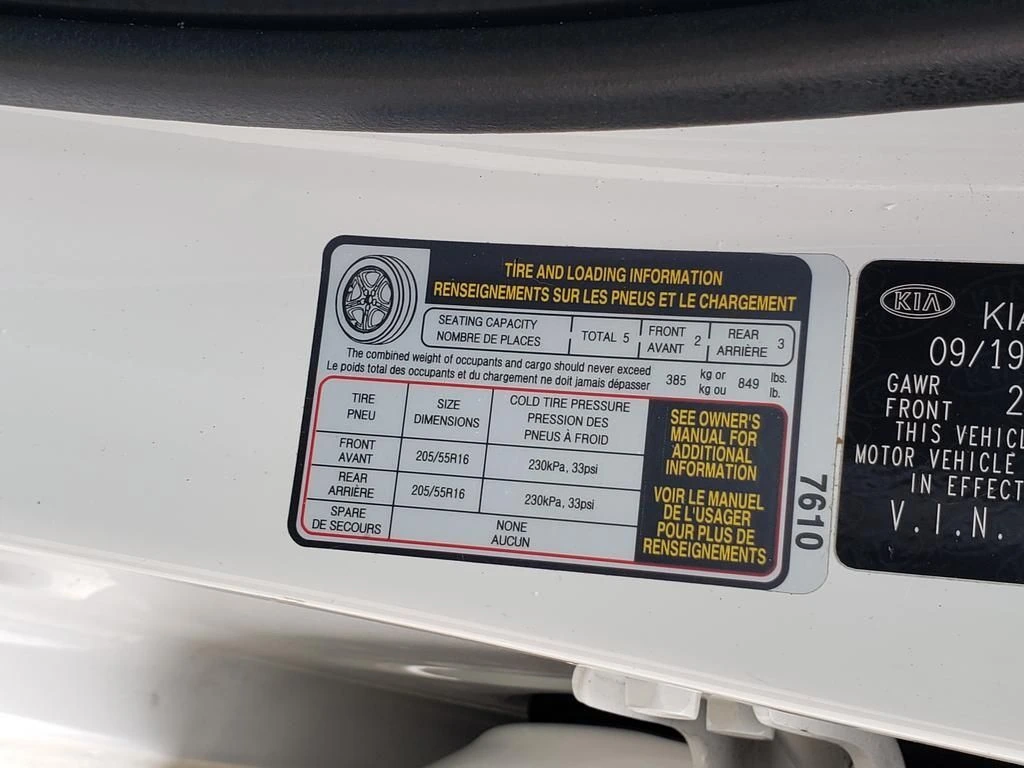 TIRE AND LOADING INFORMATION
RENSEIGNEMENTS SUR LES PNEUS ET LE CHARGEMENT
SEATING CAPACITY
NOMBRE DE PLACES
TOTAL 5
FRONT
AVANT 2
REAR
ARRIÈRE 3
The combined weight of occupants and cargo should never exceed
Le poids total des occupants et du chargement ne doit jamais dépasser
385 kg or
kg ou
849 lbs.
lb.
TIRE
PNEU
SIZE
DIMENSIONS
COLD TIRE PRESSURE
PRESSION DES
PNEUS À FROID
FRONT
AVANT
205/55R16
230kPa, 33psi
REAR
ARRIÈRE
205/55R16
230kPa, 33psi
SPARE
DE SECOURS
NONE
AUCUN
SEE OWNER'S
MANUAL FOR
ADDITIONAL
INFORMATION
VOIR LE MANUEL
DE L'USAGER
POUR PLUS DE
RENSEIGNEMENTS
7610
KIA
KIA
09/19
GAWR
FRONT 2
THIS VEHIC
MOTOR VEHICLE
IN EFFECT
V.I.N.